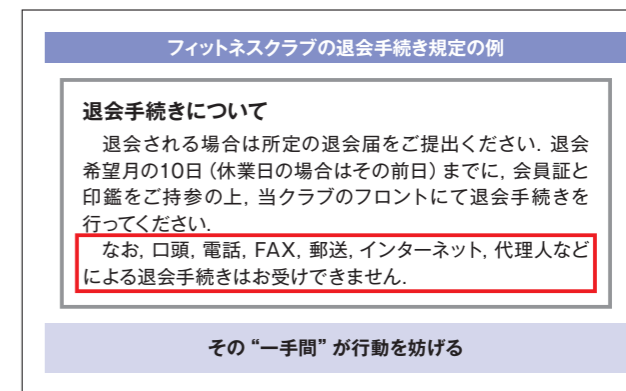 フィットネスクラブの退会手続き規定の例
退会手続きについて
退会される場合は所定の退会届をご提出ください. 退会
希望月の10日 (休業日の場合はその前日) までに, 会員証と
印鑑をご持参の上, 当クラブのフロントにて退会手続きを
行ってください.
なお, 口頭, 電話, FAX, 郵送, インターネット, 代理人など
による退会手続きはお受けできません.
その “一手間” が行動を妨げる